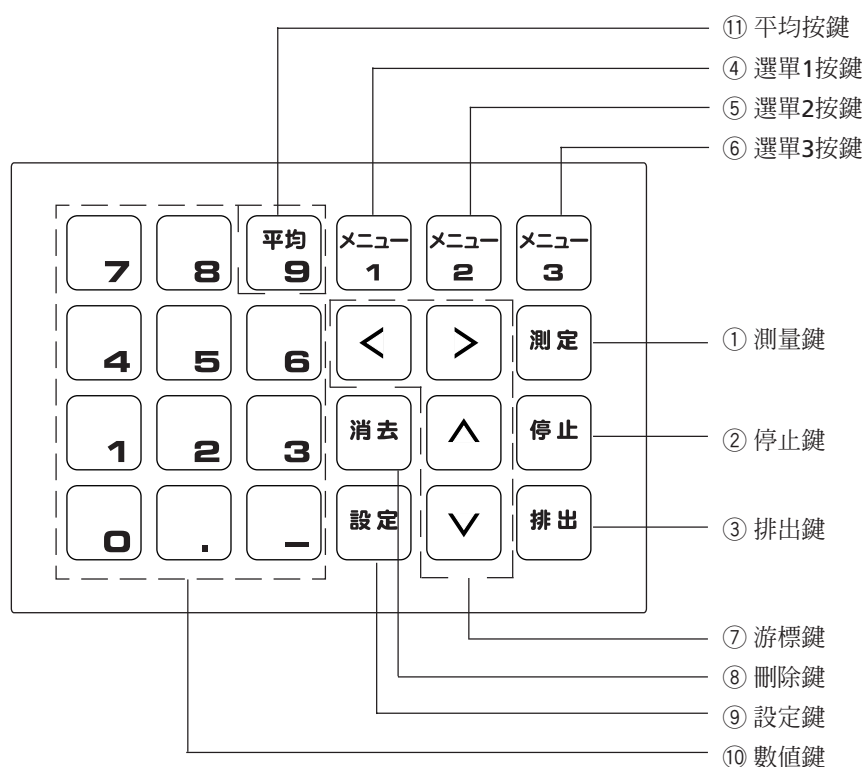 ⑪ 平均按鍵
④ 選單1按鍵
⑤ 選單2按鍵
⑥ 選單3按鍵
7 8 平均 9 メニュー 1 メニュー 2 メニュー 3
4 5 6 < > 測定
① 測量鍵
1 2 3 消去 ∧ 停止
② 停止鍵
0 . － 設定 ∨ 排出
③ 排出鍵
⑦ 游標鍵
⑧ 刪除鍵
⑨ 設定鍵
⑩ 數值鍵